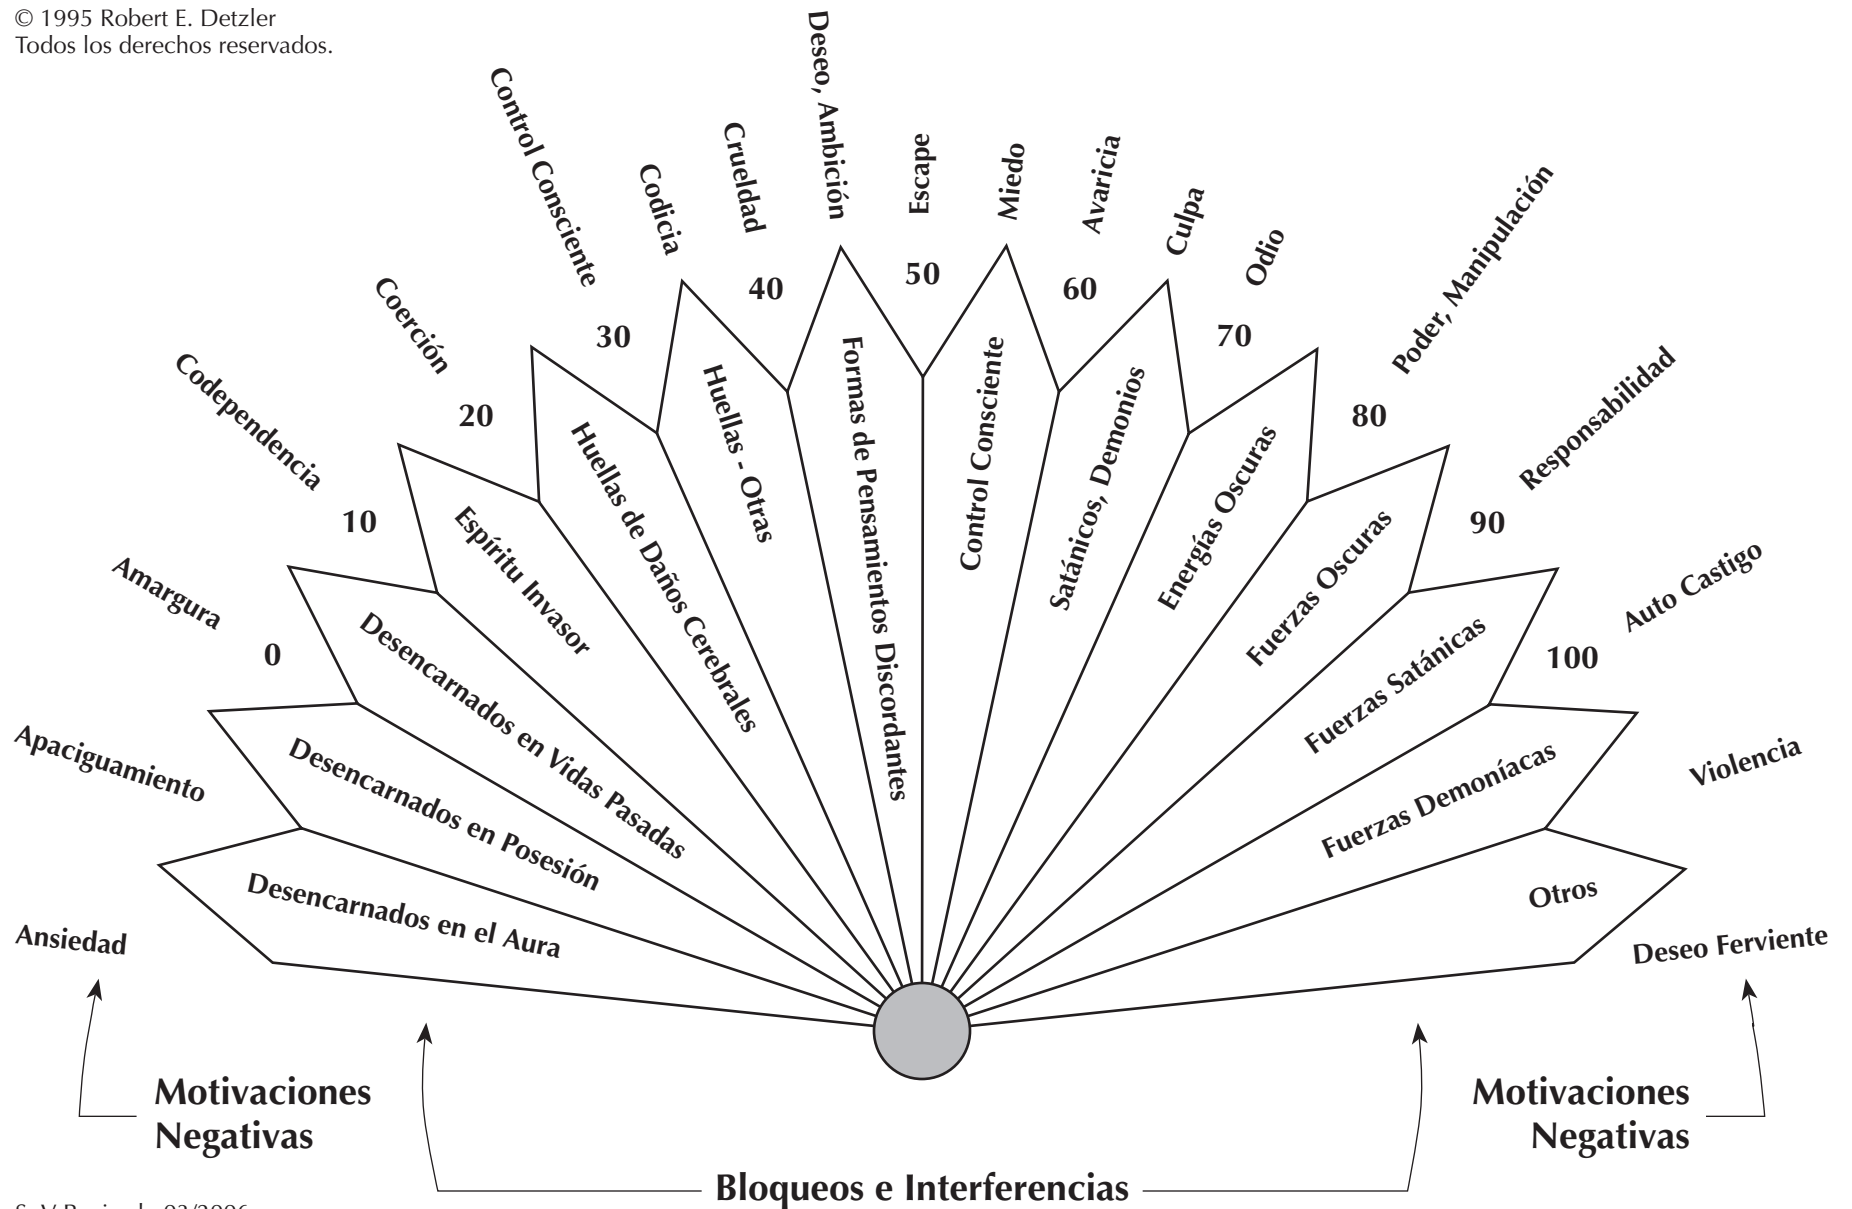 © 1995 Robert E. Detzler
Todos los derechos reservados.
Ansiedad
Apaciguamiento
Amargura
Codependencia
Coerción
Control Consciente
Codicia
Crueldad
Deseo, Ambición
Escape
Miedo
Avaricia
Culpa
Odio
Poder, Manipulación
Responsabilidad
Auto Castigo
Violencia
Deseo Ferviente
0
10
20
30
40
50
60
70
80
90
100
Desencarnados en el Aura
Desencarnados en Posesión
Desencarnados en Vidas Pasadas
Espíritu Invasor
Huellas de Daños Cerebrales
Huellas - Otras
Formas de Pensamientos Discordantes
Control Consciente
Satánicos, Demonios
Energías Oscuras
Fuerzas Oscuras
Fuerzas Satánicas
Fuerzas Demoníacas
Otros
Motivaciones
Negativas
Motivaciones
Negativas
Bloqueos e Interferencias